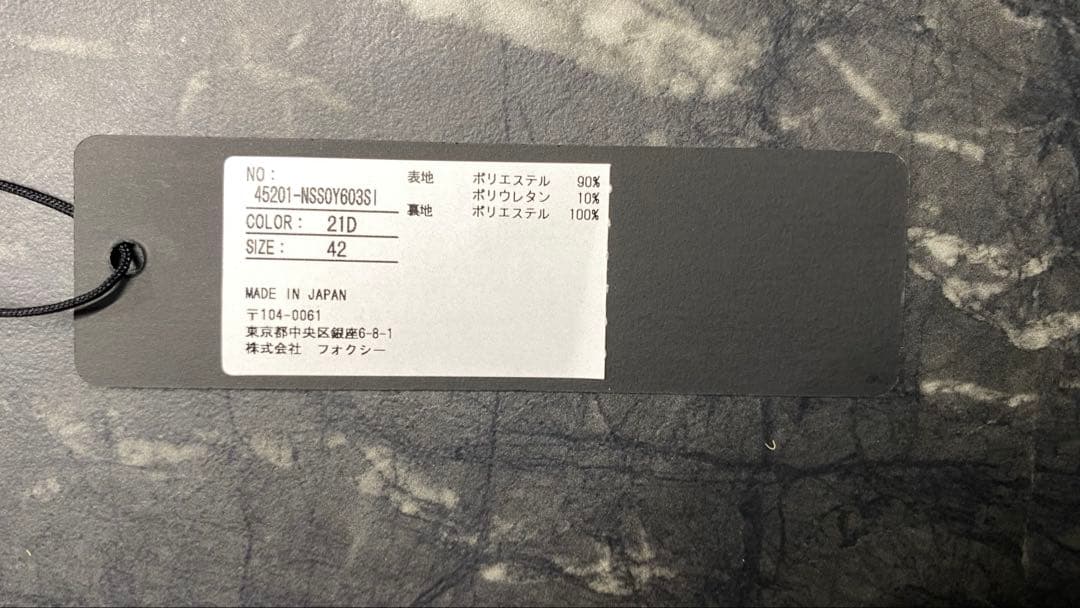 NO:
45201-NSS0Y603SI
COLOR: 21D
SIZE: 42
表地 ポリエステル 90%
ポリウレタン 10%
裏地 ポリエステル 100%
MADE IN JAPAN
〒104-0061
東京都中央区銀座6-8-1
株式会社 フォクシー